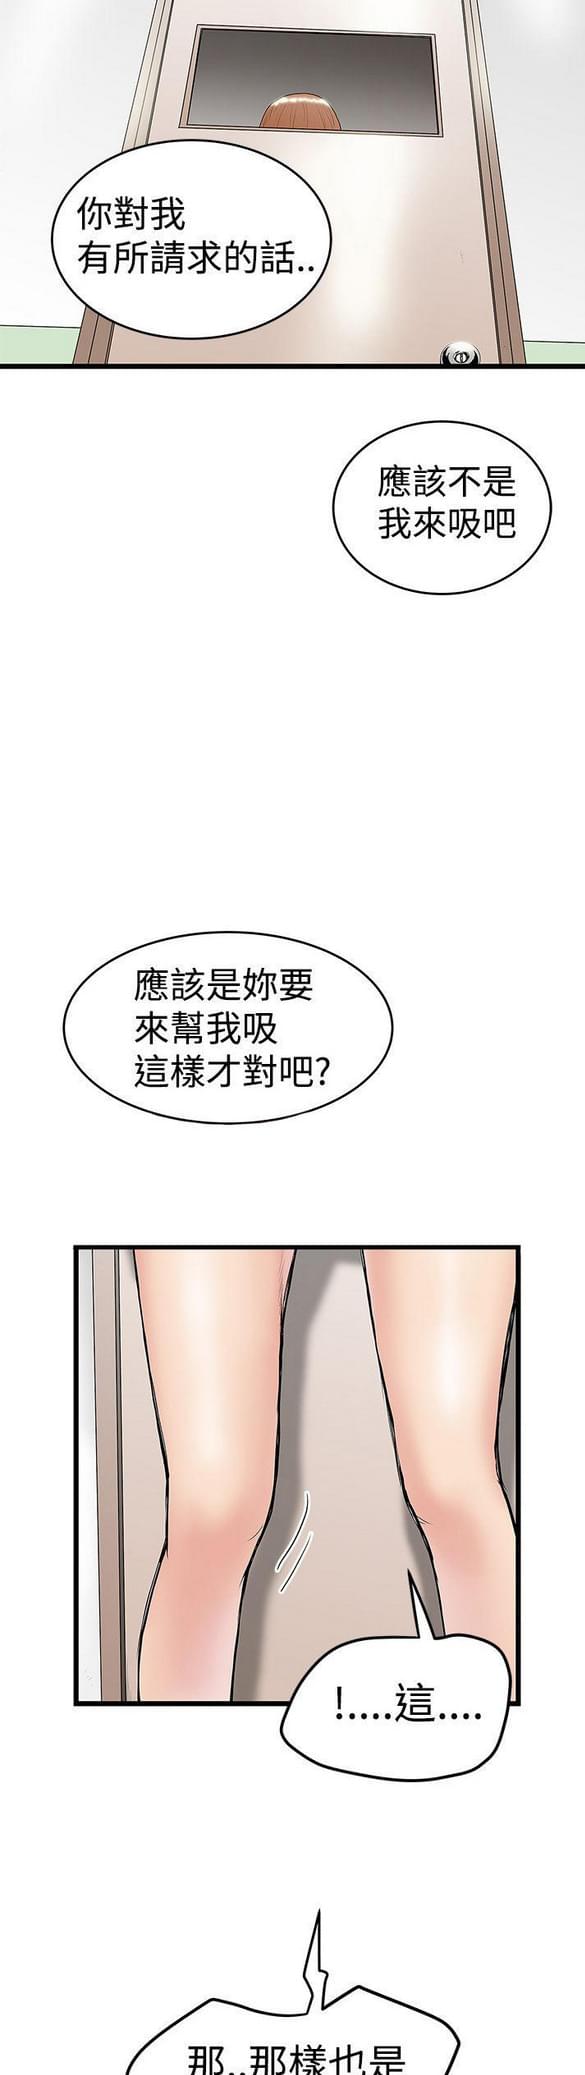 你對我
有所請求的話..
應該不是
我來吸吧
應該是妳要
來幫我吸
這樣才對吧?
!....這....
那..那樣也是